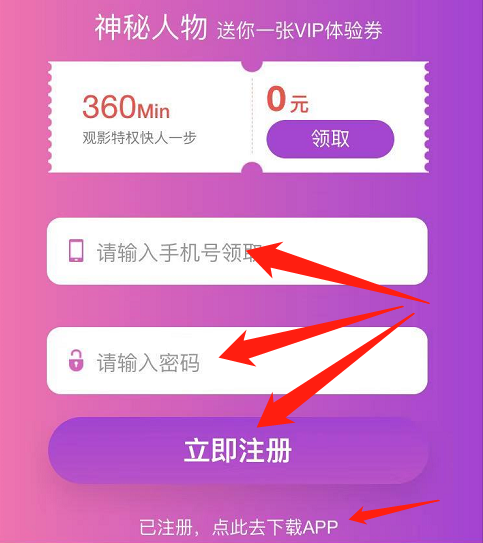 神秘人物 送你一张VIP体验券
360Min
观影特权快人一步
0元
领取
请输入手机号领取
请输入密码
立即注册
已注册，点此去下载APP